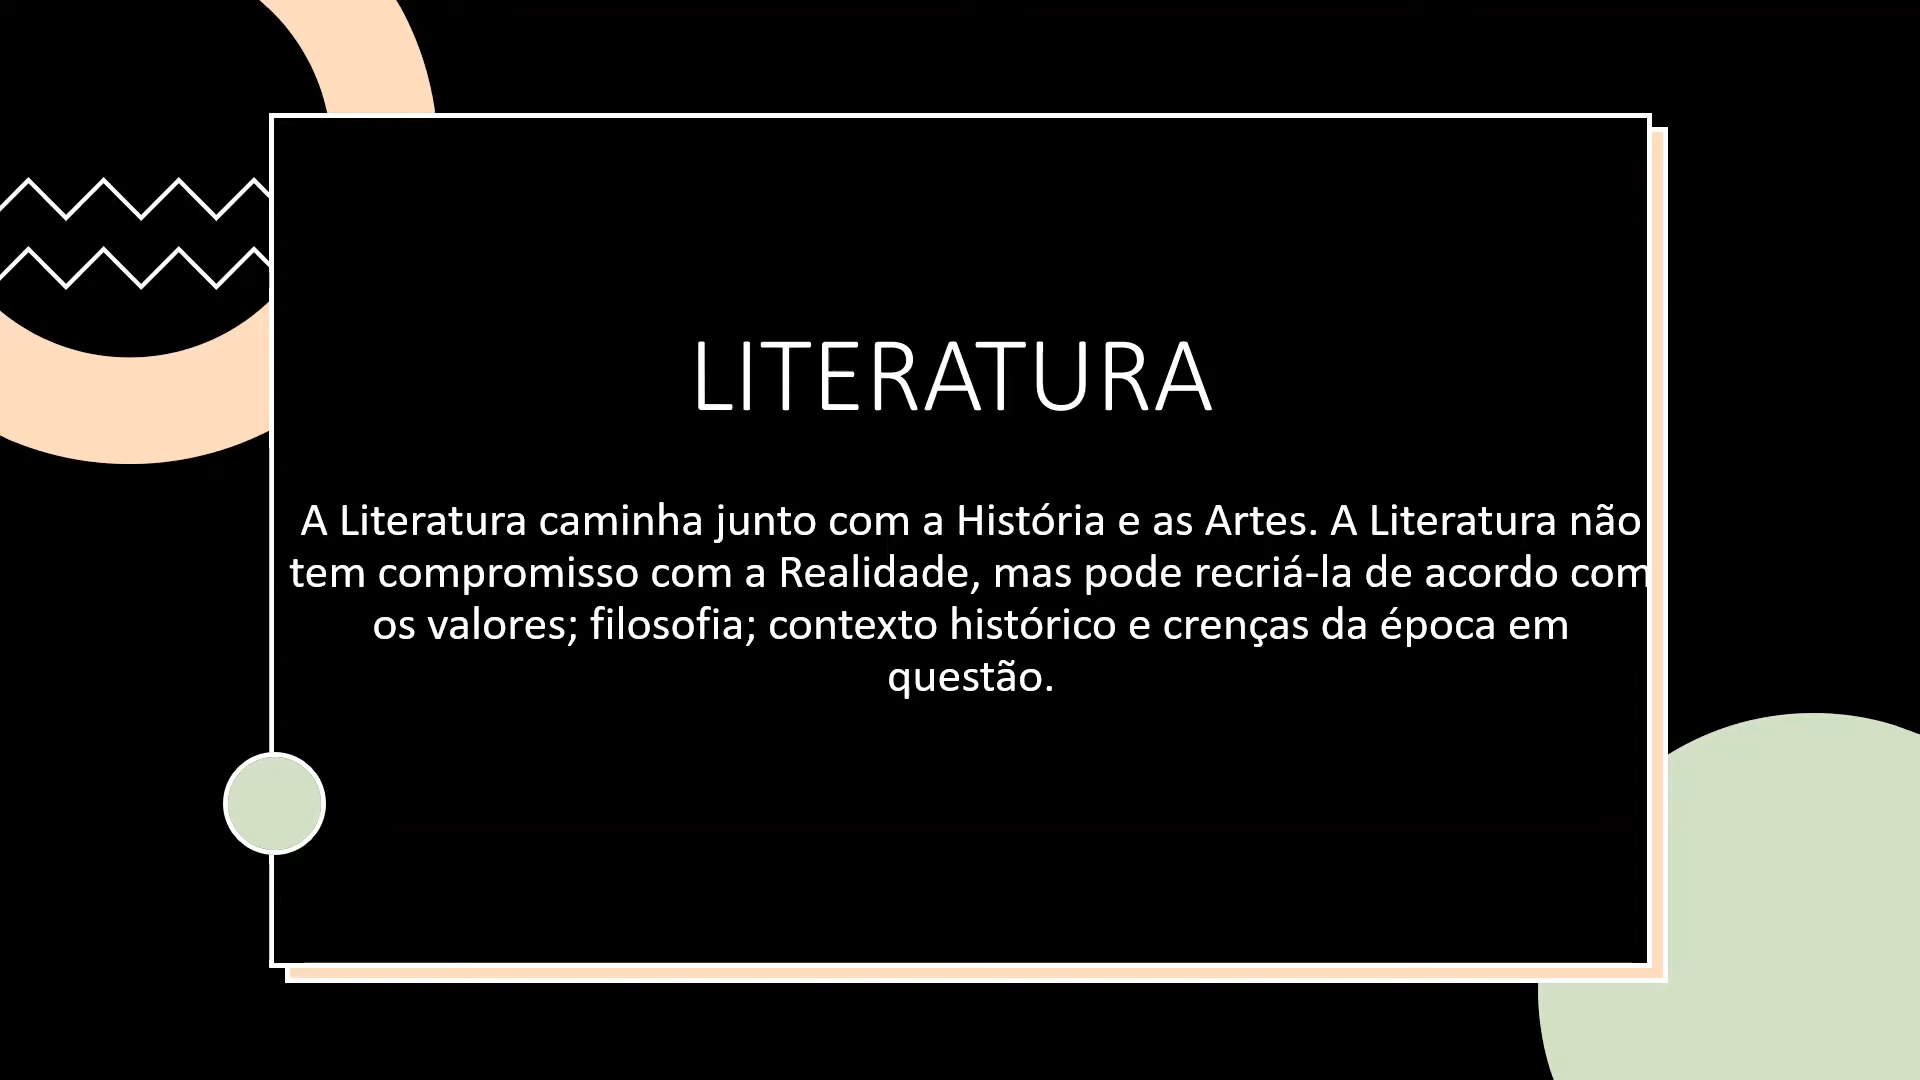 LITERATURA
A Literatura caminha junto com a História e as Artes. A Literatura não
tem compromisso com a Realidade, mas pode recriá-la de acordo com
os valores; filosofia; contexto histórico e crenças da época em
questão.